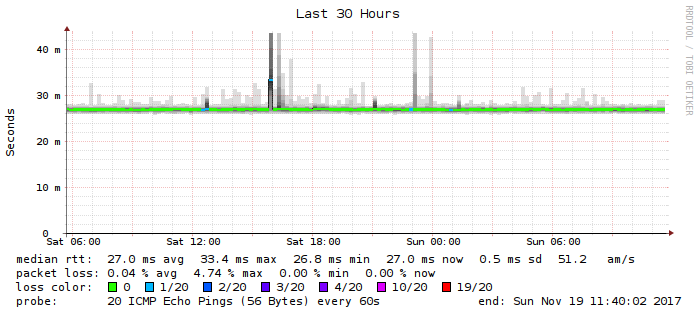 Last 30 Hours
RRDTOOL / TOBI OETIKER
Seconds
40 m
30 m
20 m
10 m
0
Sat 06:00 Sat 12:00 Sat 18:00 Sun 00:00 Sun 06:00
median rtt: 27.0 ms avg 33.4 ms max 26.8 ms min 27.0 ms now 0.5 ms sd 51.2 am/s
packet loss: 0.04 % avg 4.74 % max 0.00 % min 0.00 % now
loss color: 0 1/20 2/20 3/20 4/20 10/20 19/20
probe: 20 ICMP Echo Pings (56 Bytes) every 60s end: Sun Nov 19 11:40:02 2017